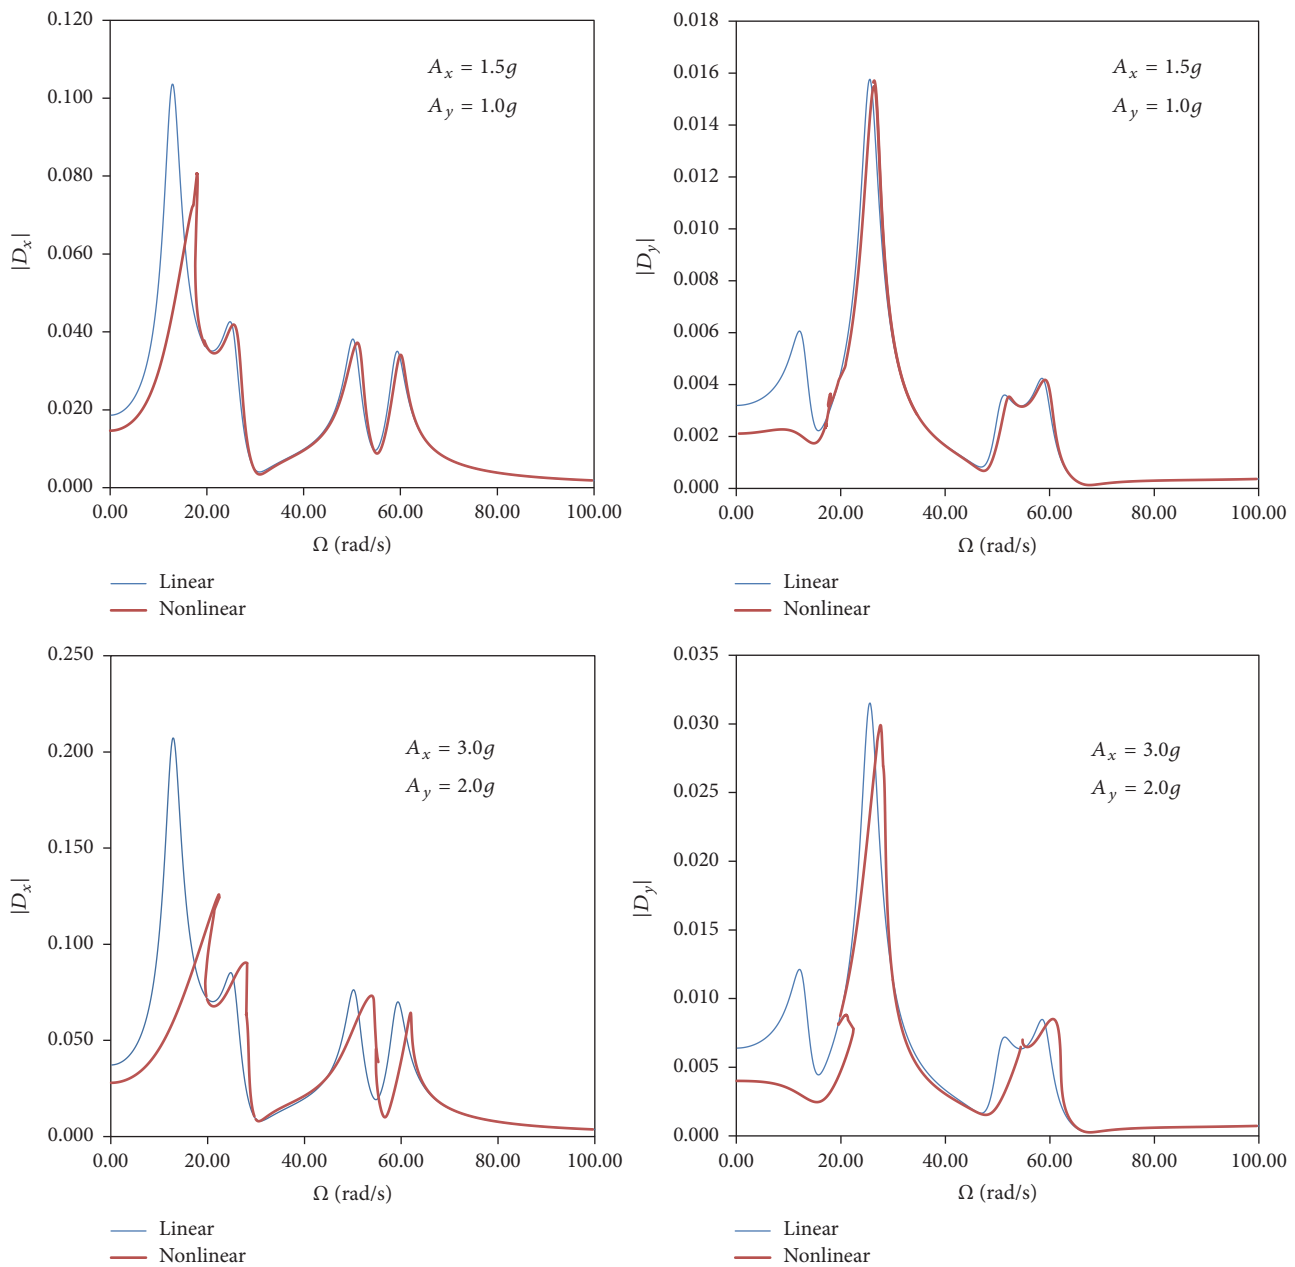 0.120
0.100
0.080
0.060
0.040
0.020
0.000
|D_x|
A_x = 1.5g
A_y = 1.0g
0.00 20.00 40.00 60.00 80.00 100.00
Ω (rad/s)
Linear
Nonlinear
0.018
0.016
0.014
0.012
0.010
0.008
0.006
0.004
0.002
0.000
|D_y|
A_x = 1.5g
A_y = 1.0g
0.00 20.00 40.00 60.00 80.00 100.00
Ω (rad/s)
Linear
Nonlinear
0.250
0.200
0.150
0.100
0.050
0.000
|D_x|
A_x = 3.0g
A_y = 2.0g
0.00 20.00 40.00 60.00 80.00 100.00
Ω (rad/s)
Linear
Nonlinear
0.035
0.030
0.025
0.020
0.015
0.010
0.005
0.000
|D_y|
A_x = 3.0g
A_y = 2.0g
0.00 20.00 40.00 60.00 80.00 100.00
Ω (rad/s)
Linear
Nonlinear